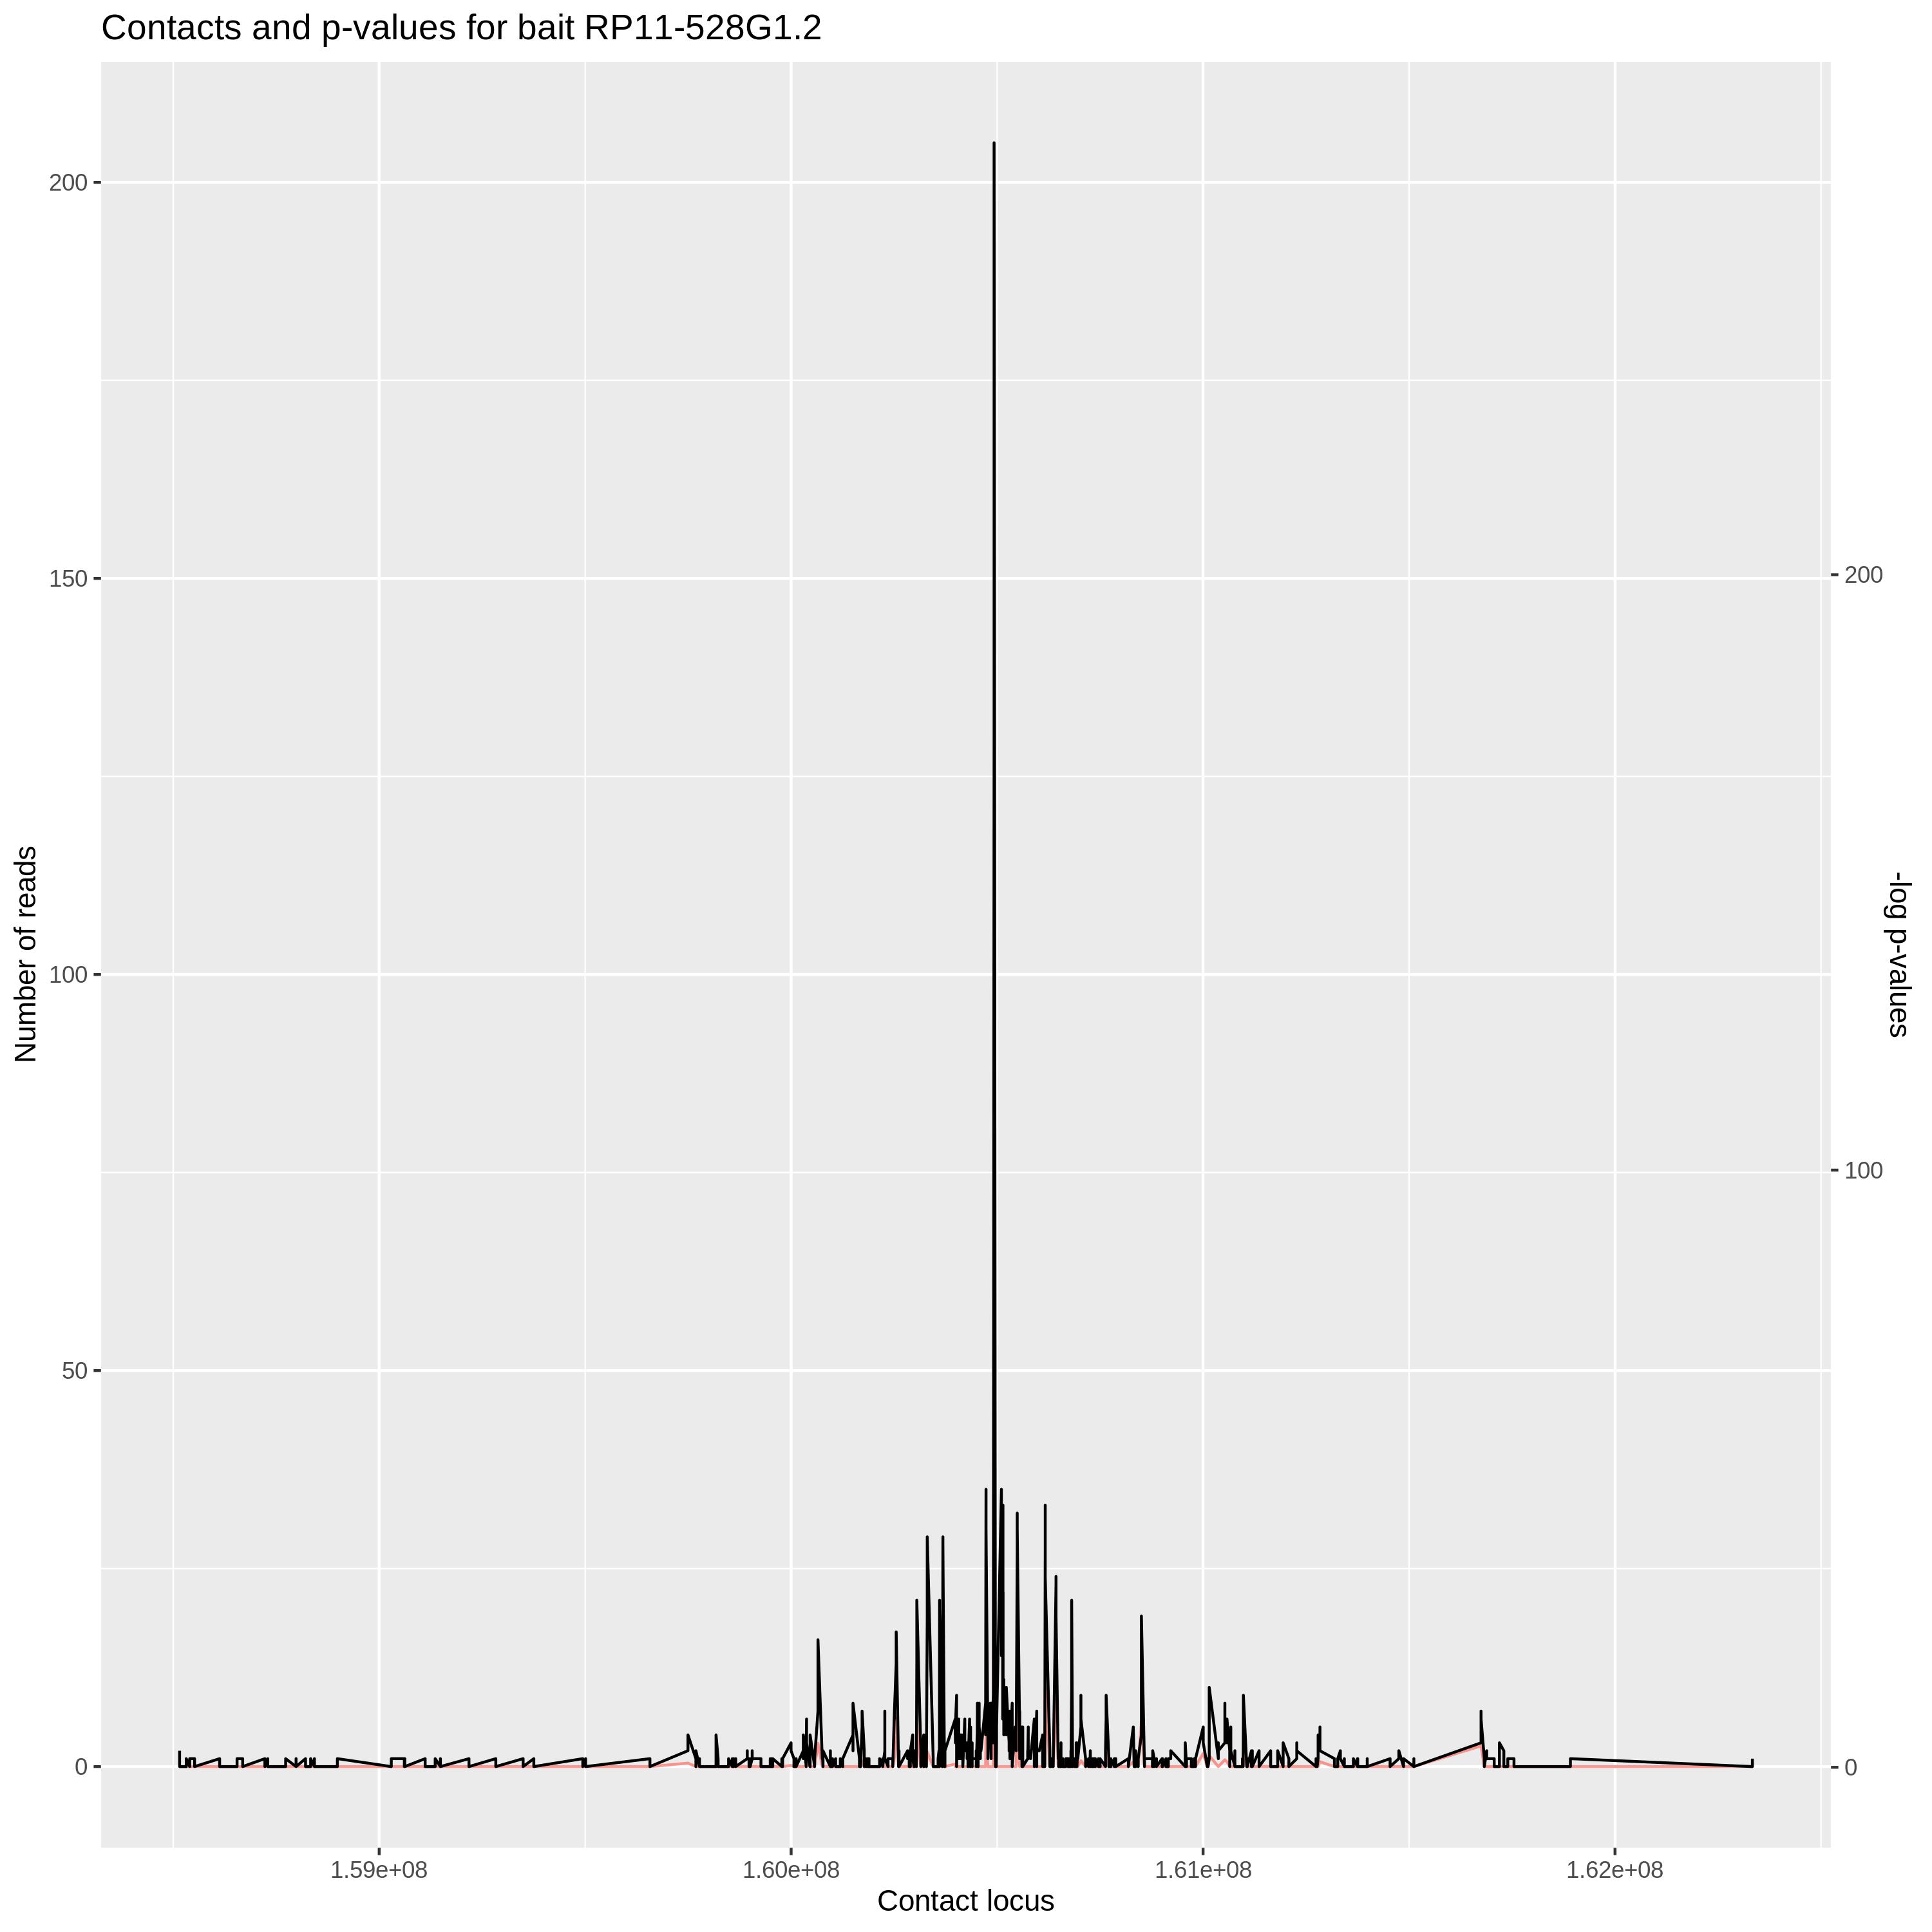 Contacts and p-values for bait RP11-528G1.2
200
150
100
50
0
Number of reads
200
100
0
-log p-values
1.59e+08
1.60e+08
1.61e+08
1.62e+08
Contact locus